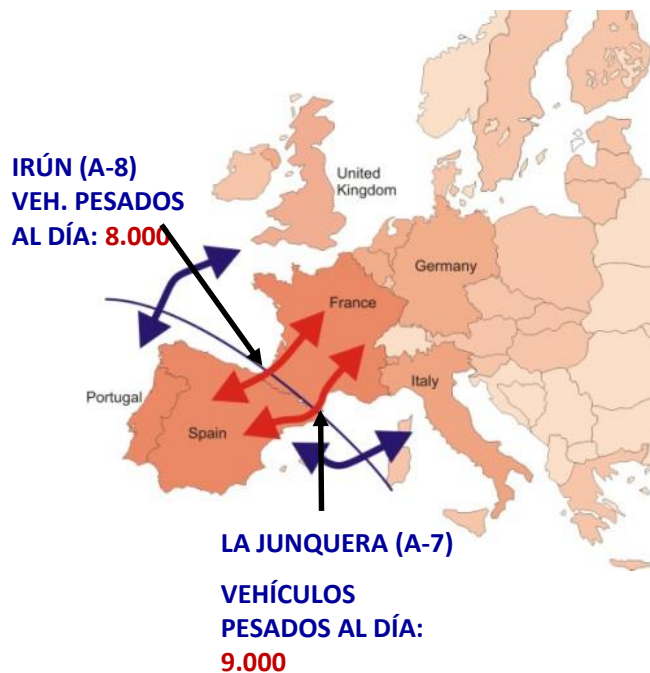 IRÚN (A-8)
VEH. PESADOS
AL DÍA: 8.000
United
Kingdom
Germany
France
Italy
Portugal
Spain
LA JUNQUERA (A-7)
VEHÍCULOS
PESADOS AL DÍA:
9.000